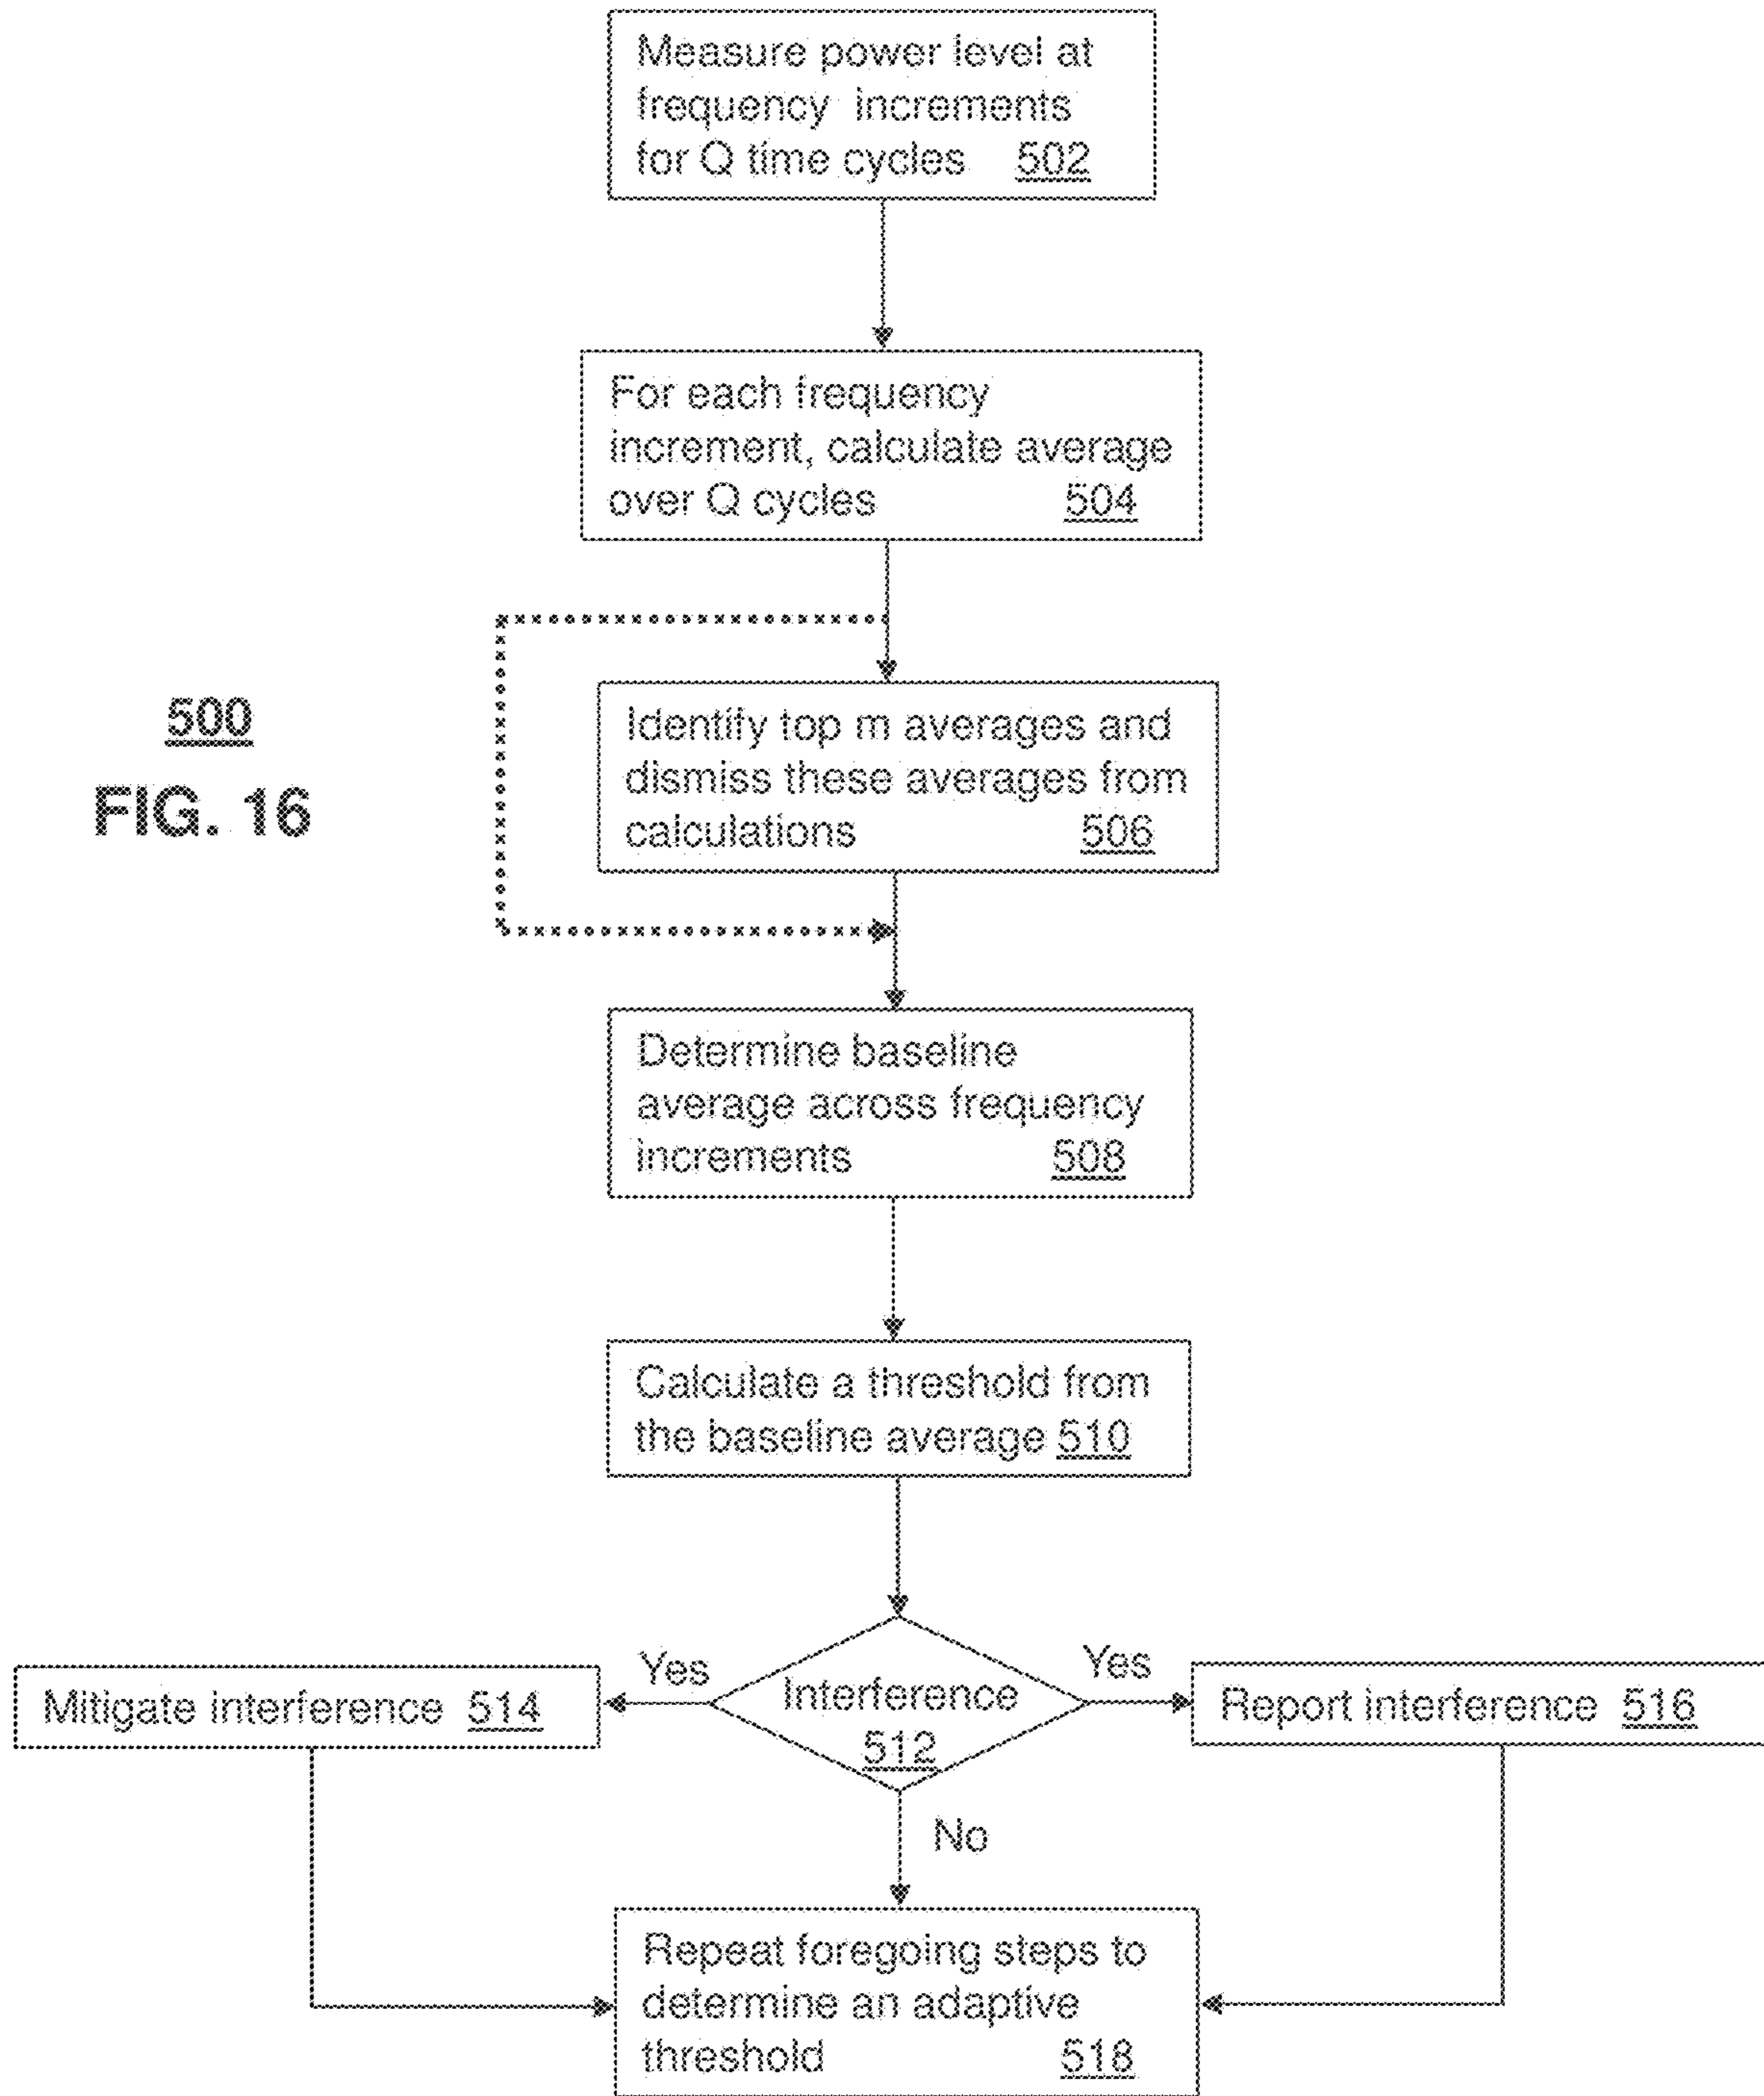 Measure power level at
frequency increments
for Q time cycles 502
For each frequency
increment, calculate average
over Q cycles 504
500
FIG. 16
Identify top m averages and
dismiss these averages from
calculations 506
Determine baseline
average across frequency
increments 508
Calculate a threshold from
the baseline average 510
Yes
Yes
Mitigate interference 514
Interference
512
Report interference 516
No
Repeat foregoing steps to
determine an adaptive
threshold 518